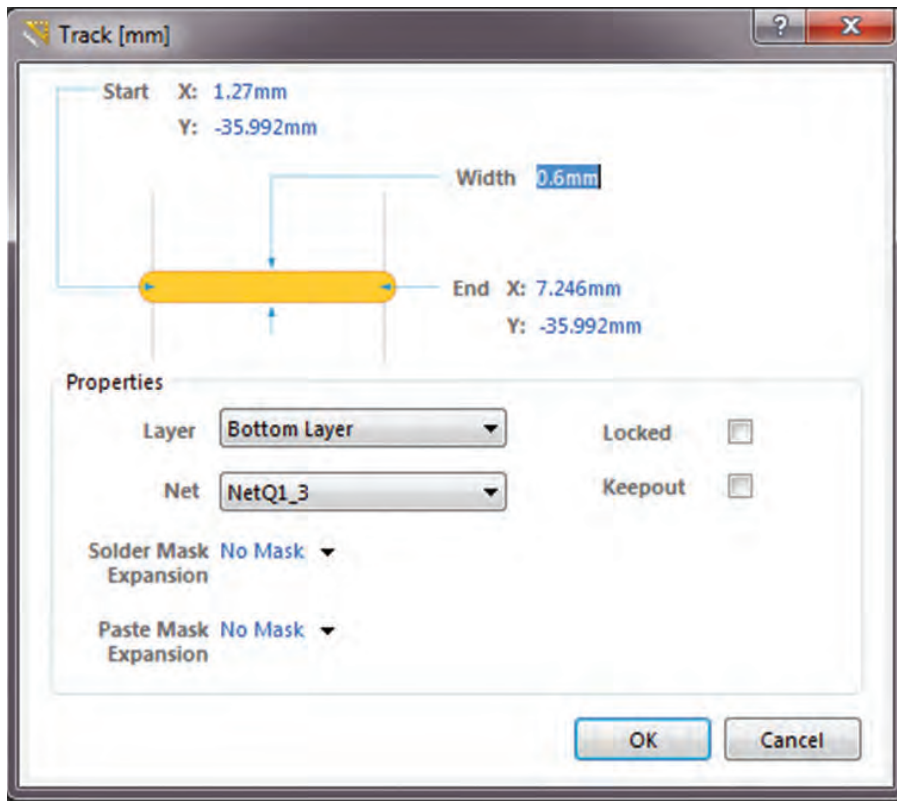 Track [mm]
?
Start X: 1.27mm
Y: -35.992mm
Width 0.6mm
End X: 7.246mm
Y: -35.992mm
Properties
Layer Bottom Layer
Locked
Net NetQ1_3
Keepout
Solder Mask No Mask
Expansion
Paste Mask No Mask
Expansion
OK Cancel